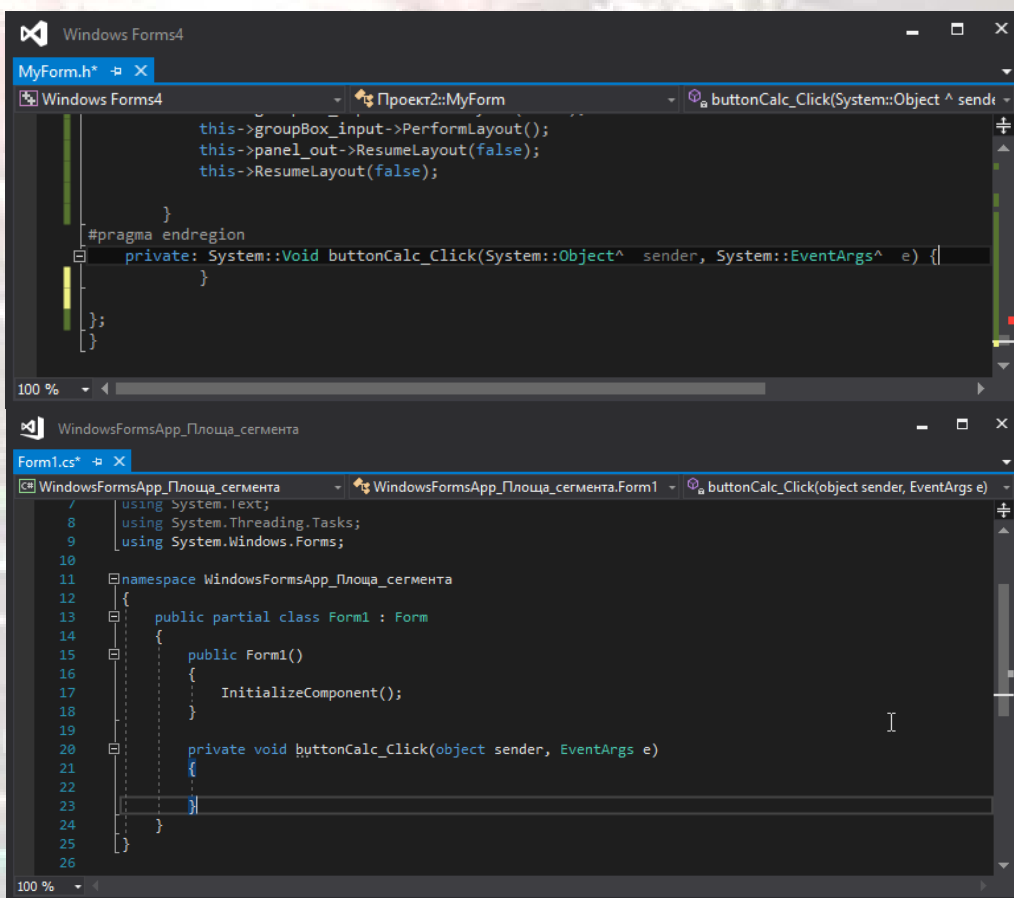 Windows Forms4
MyForm.h*
Windows Forms4 Проект2::MyForm buttonCalc_Click(System::Object ^ sende
this->groupBox_input->PerformLayout();
this->panel_out->ResumeLayout(false);
this->ResumeLayout(false);
}
#pragma endregion
private: System::Void buttonCalc_Click(System::Object^  sender, System::EventArgs^  e) {
}
};
}
100 %
WindowsFormsApp_Площа_сегмента
Form1.cs*
C# WindowsFormsApp_Площа_сегмента WindowsFormsApp_Площа_сегмента.Form1 buttonCalc_Click(object sender, EventArgs e)
7 using System.Text;
8 using System.Threading.Tasks;
9 using System.Windows.Forms;
10
11 namespace WindowsFormsApp_Площа_сегмента
12 {
13 public partial class Form1 : Form
14 {
15 public Form1()
16 {
17 InitializeComponent();
18 }
19
20 private void buttonCalc_Click(object sender, EventArgs e)
21 {
22
23 }
24 }
25 }
26
100 %